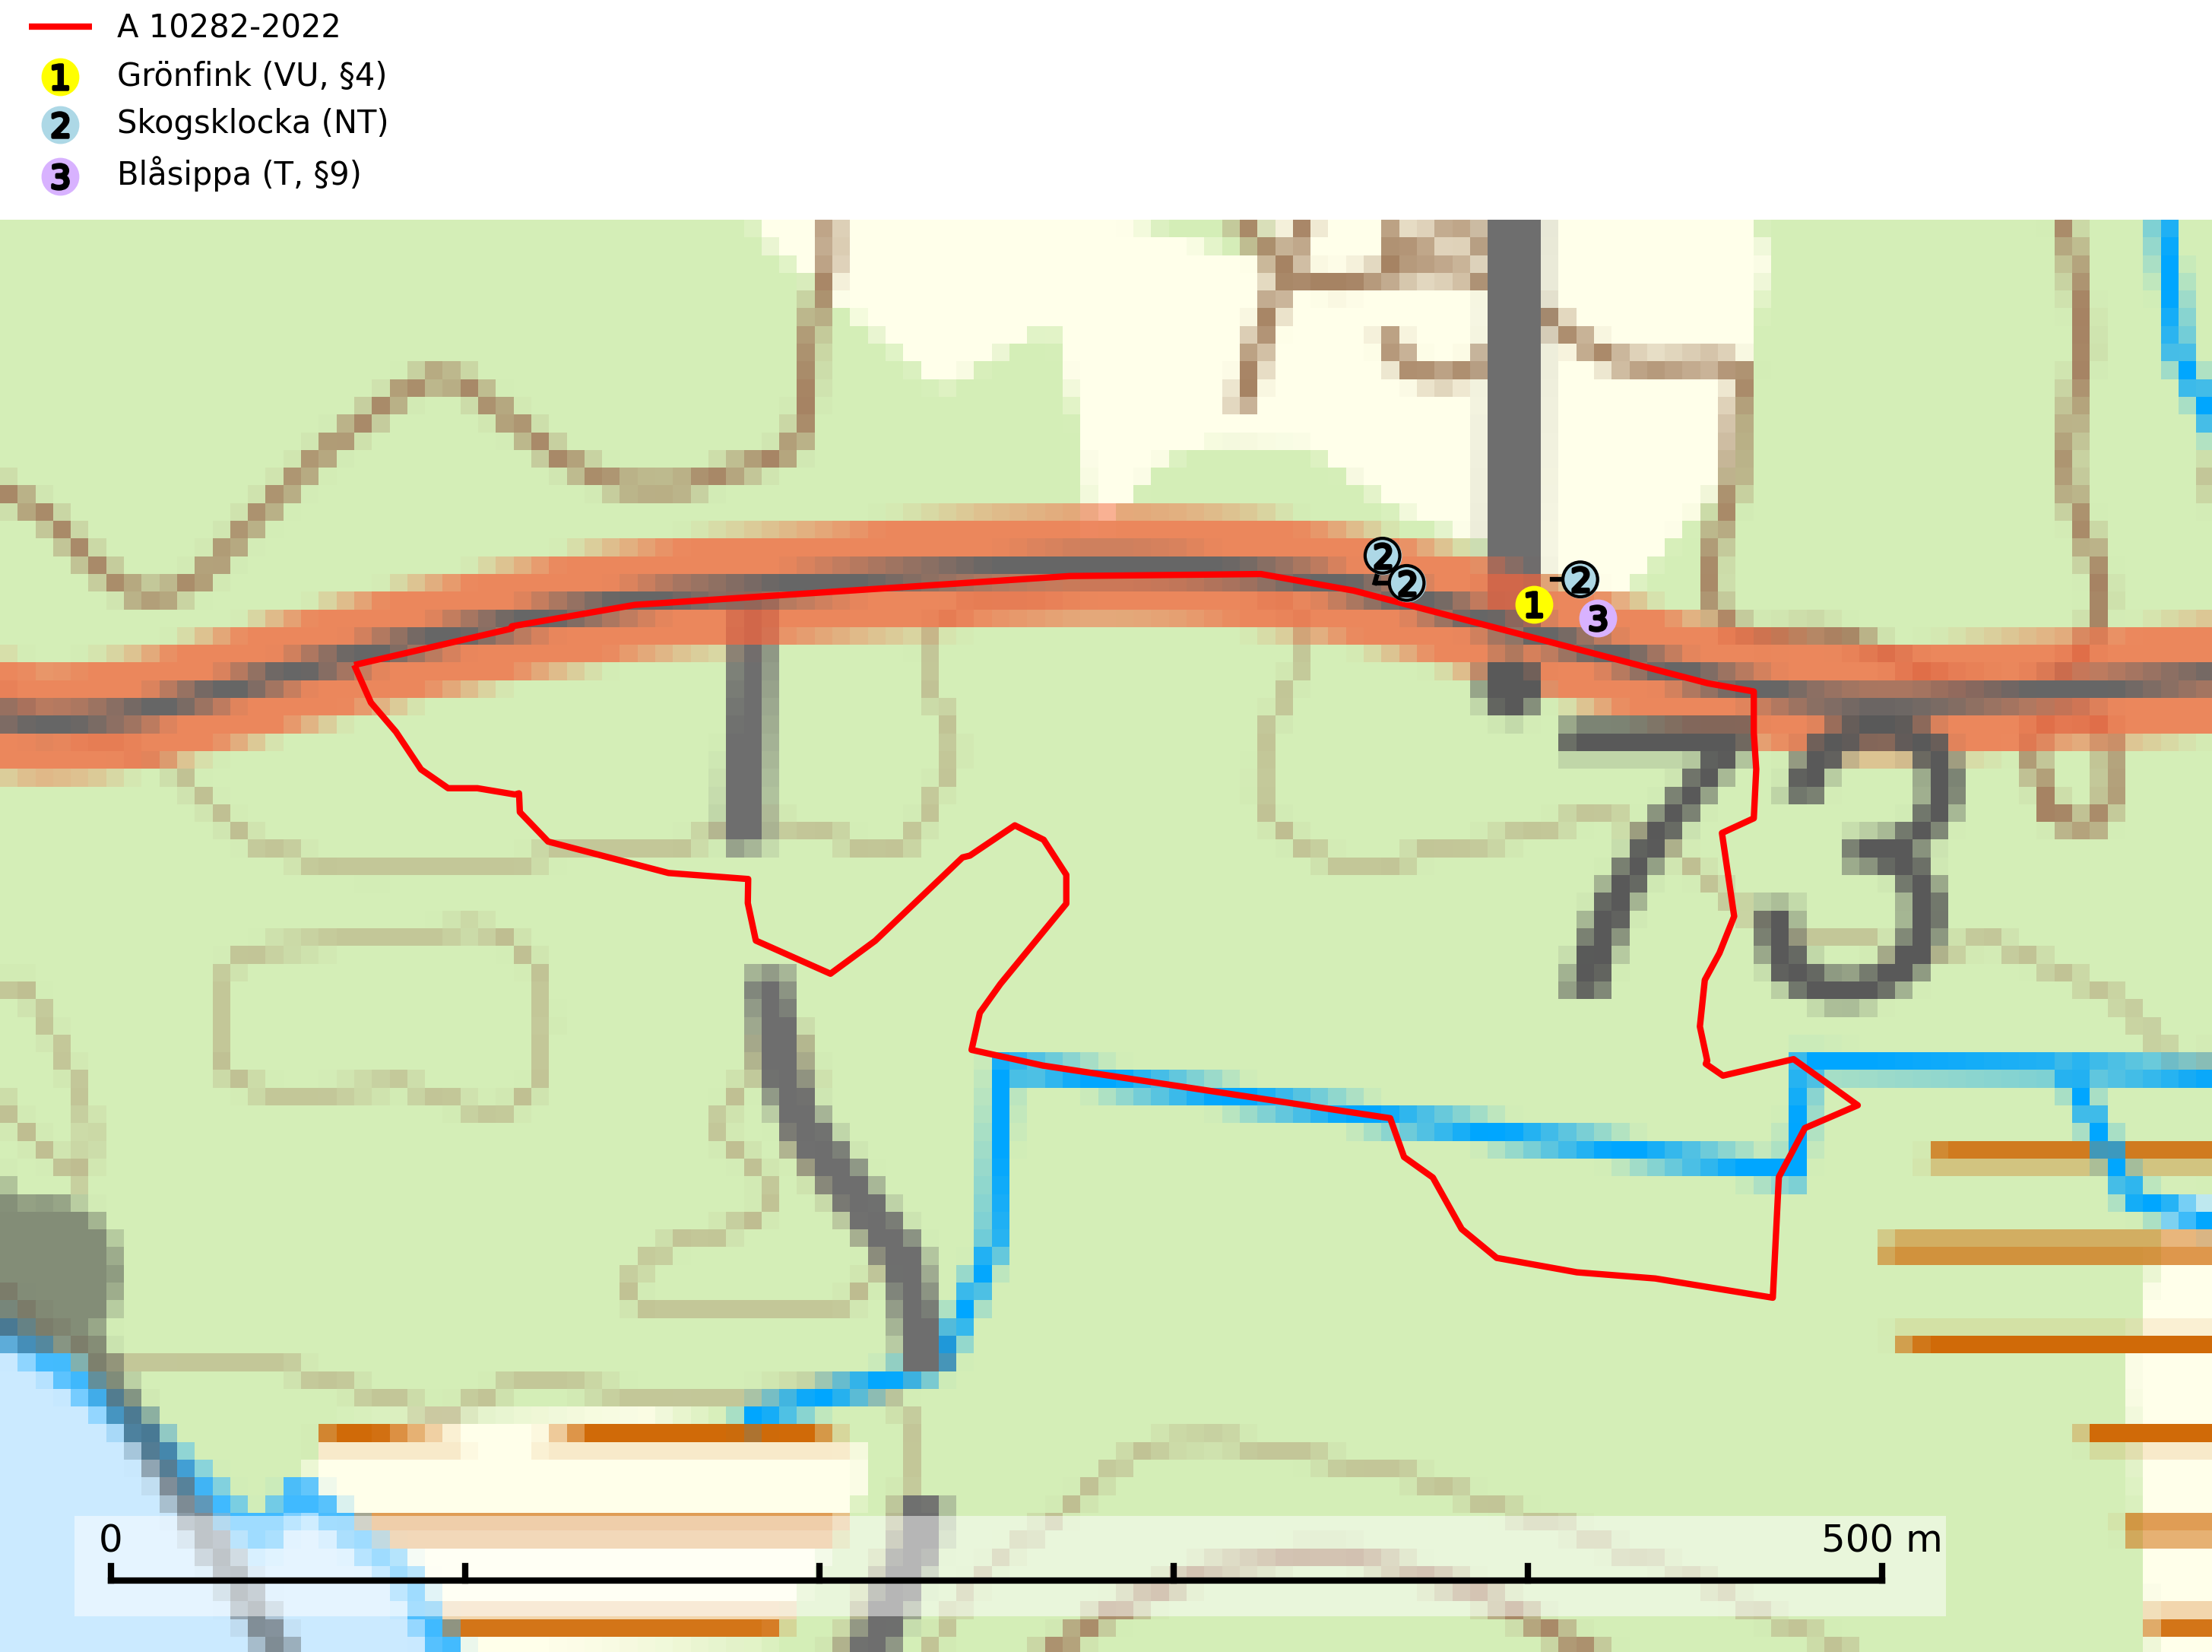 A 10282-2022
1 Grönfink (VU, §4)
2 Skogsklocka (NT)
3 Blåsippa (T, §9)
2
2
2
1
3
73
0 500 m